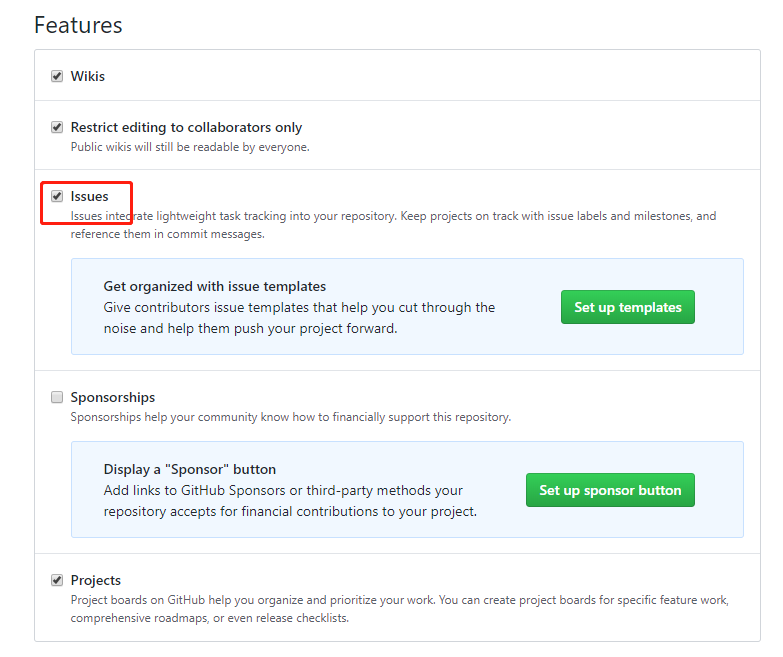 Features
Wikis
Restrict editing to collaborators only
Public wikis will still be readable by everyone.
Issues
Issues integrate lightweight task tracking into your repository. Keep projects on track with issue labels and milestones, and
reference them in commit messages.
Get organized with issue templates
Give contributors issue templates that help you cut through the
noise and help them push your project forward.
Set up templates
Sponsorships
Sponsorships help your community know how to financially support this repository.
Display a "Sponsor" button
Add links to GitHub Sponsors or third-party methods your
repository accepts for financial contributions to your project.
Set up sponsor button
Projects
Project boards on GitHub help you organize and prioritize your work. You can create project boards for specific feature work,
comprehensive roadmaps, or even release checklists.